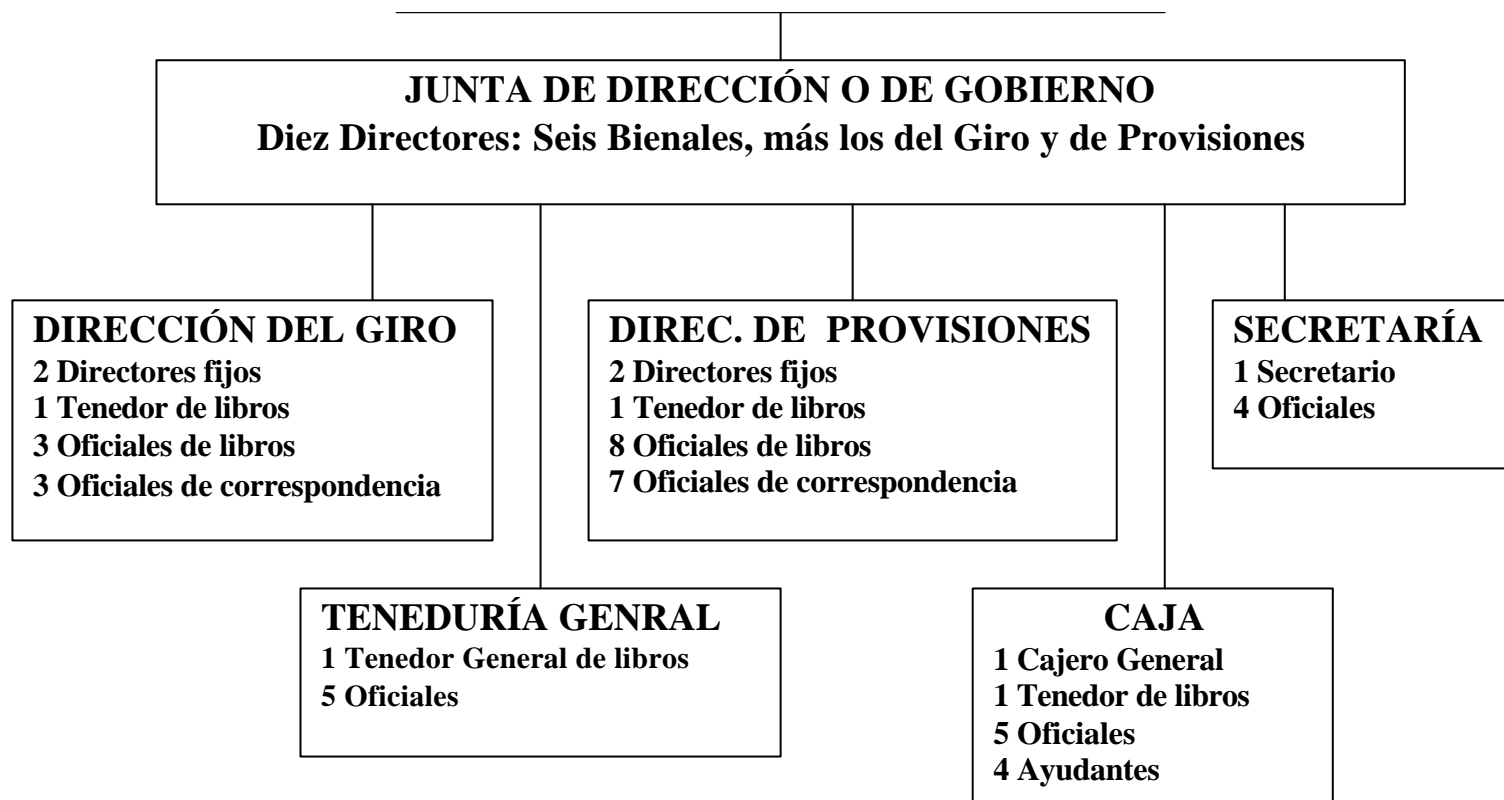 JUNTA DE DIRECCIÓN O DE GOBIERNO
Diez Directores: Seis Bienales, más los del Giro y de Provisiones
DIRECCIÓN DEL GIRO
2 Directores fijos
1 Tenedor de libros
3 Oficiales de libros
3 Oficiales de correspondencia
DIREC. DE PROVISIONES
2 Directores fijos
1 Tenedor de libros
8 Oficiales de libros
7 Oficiales de correspondencia
SECRETARÍA
1 Secretario
4 Oficiales
TENEDURÍA GENRAL
1 Tenedor General de libros
5 Oficiales
CAJA
1 Cajero General
1 Tenedor de libros
5 Oficiales
4 Ayudantes